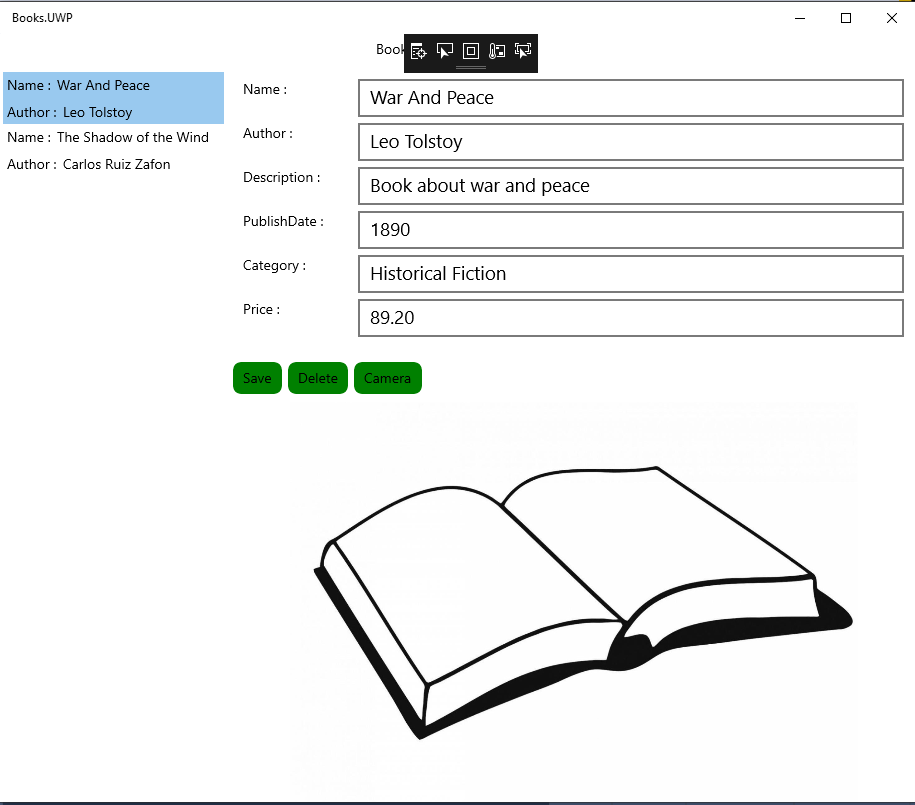 Books.UWP
Name : War And Peace
Author : Leo Tolstoy
Name : The Shadow of the Wind
Author : Carlos Ruiz Zafon
Name :
War And Peace
Author :
Leo Tolstoy
Description :
Book about war and peace
PublishDate :
1890
Category :
Historical Fiction
Price :
89.20
Save Delete Camera